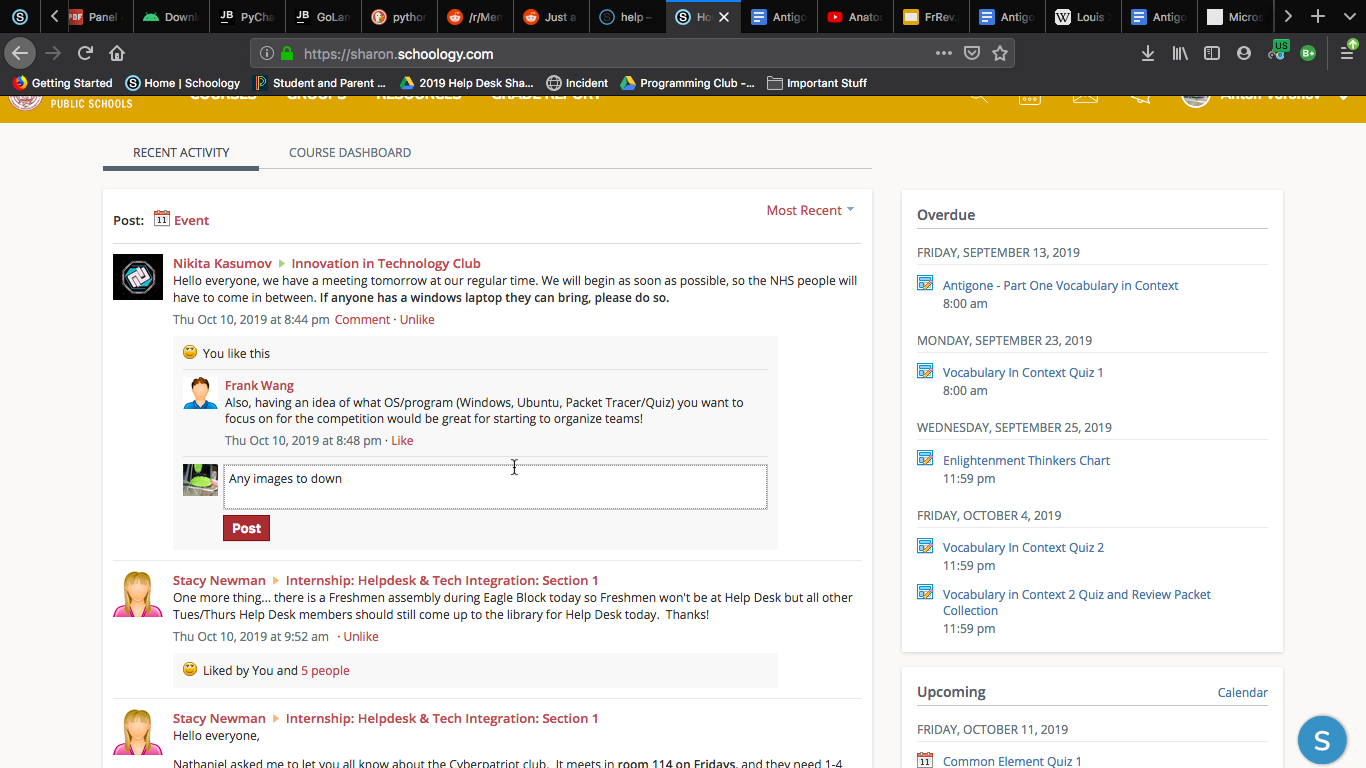 Panel
Downl
PyCha
GoLan
python
/r/Men
Just a
help –
Ho
Antigo
Anator
FrRev.
Antigo
Louis
Antigo
Micros
https://sharon.schoology.com
US
B+
Getting Started
Home | Schoology
Student and Parent ...
2019 Help Desk Sha...
Incident
Programming Club -...
Important Stuff
PUBLIC SCHOOLS
COURSES GROUPS RESOURCES GRADE REPORT
RECENT ACTIVITY COURSE DASHBOARD
Post: 11 Event
Most Recent
Nikita Kasumov Innovation in Technology Club
Hello everyone, we have a meeting tomorrow at our regular time. We will begin as soon as possible, so the NHS people will
have to come in between. If anyone has a windows laptop they can bring, please do so.
Thu Oct 10, 2019 at 8:44 pm Comment · Unlike
You like this
Frank Wang
Also, having an idea of what OS/program (Windows, Ubuntu, Packet Tracer/Quiz) you want to
focus on for the competition would be great for starting to organize teams!
Thu Oct 10, 2019 at 8:48 pm · Like
Any images to down
Post
Stacy Newman Internship: Helpdesk & Tech Integration: Section 1
One more thing... there is a Freshmen assembly during Eagle Block today so Freshmen won't be at Help Desk but all other
Tues/Thurs Help Desk members should still come up to the library for Help Desk today. Thanks!
Thu Oct 10, 2019 at 9:52 am · Unlike
Liked by You and 5 people
Stacy Newman Internship: Helpdesk & Tech Integration: Section 1
Hello everyone,
Nathaniel asked me to let you all know about the Cyberpatriot club. It meets in room 114 on Fridays, and they need 1-4
Overdue
FRIDAY, SEPTEMBER 13, 2019
Antigone - Part One Vocabulary in Context
8:00 am
MONDAY, SEPTEMBER 23, 2019
Vocabulary In Context Quiz 1
8:00 am
WEDNESDAY, SEPTEMBER 25, 2019
Enlightenment Thinkers Chart
11:59 pm
FRIDAY, OCTOBER 4, 2019
Vocabulary In Context Quiz 2
11:59 pm
Vocabulary in Context 2 Quiz and Review Packet
Collection
11:59 pm
Upcoming
Calendar
FRIDAY, OCTOBER 11, 2019
11 Common Element Quiz 1
S